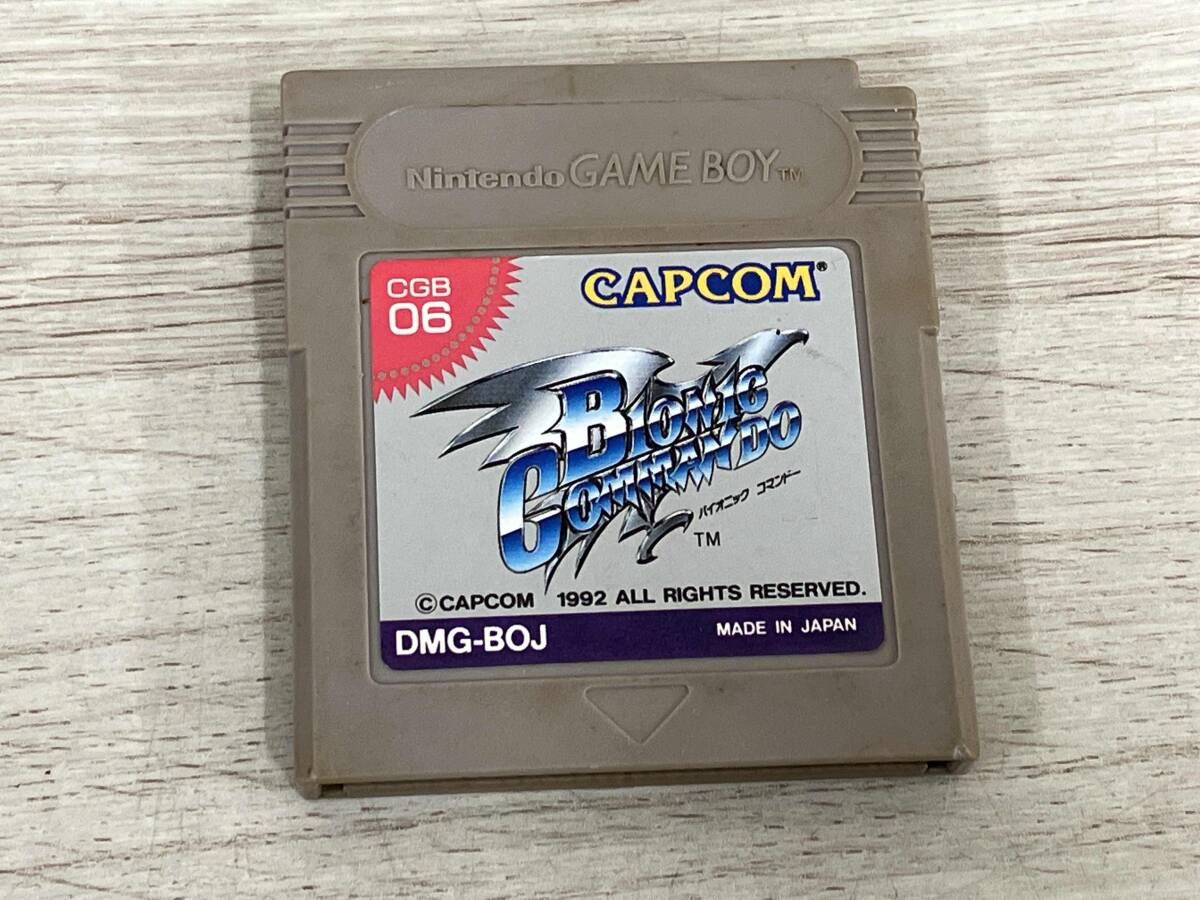 Nintendo GAME BOY™
CGB
06
CAPCOM®
BIONIC
COMMANDO
バイオニック コマンドー
TM
©CAPCOM 1992 ALL RIGHTS RESERVED.
DMG-BOJ
MADE IN JAPAN